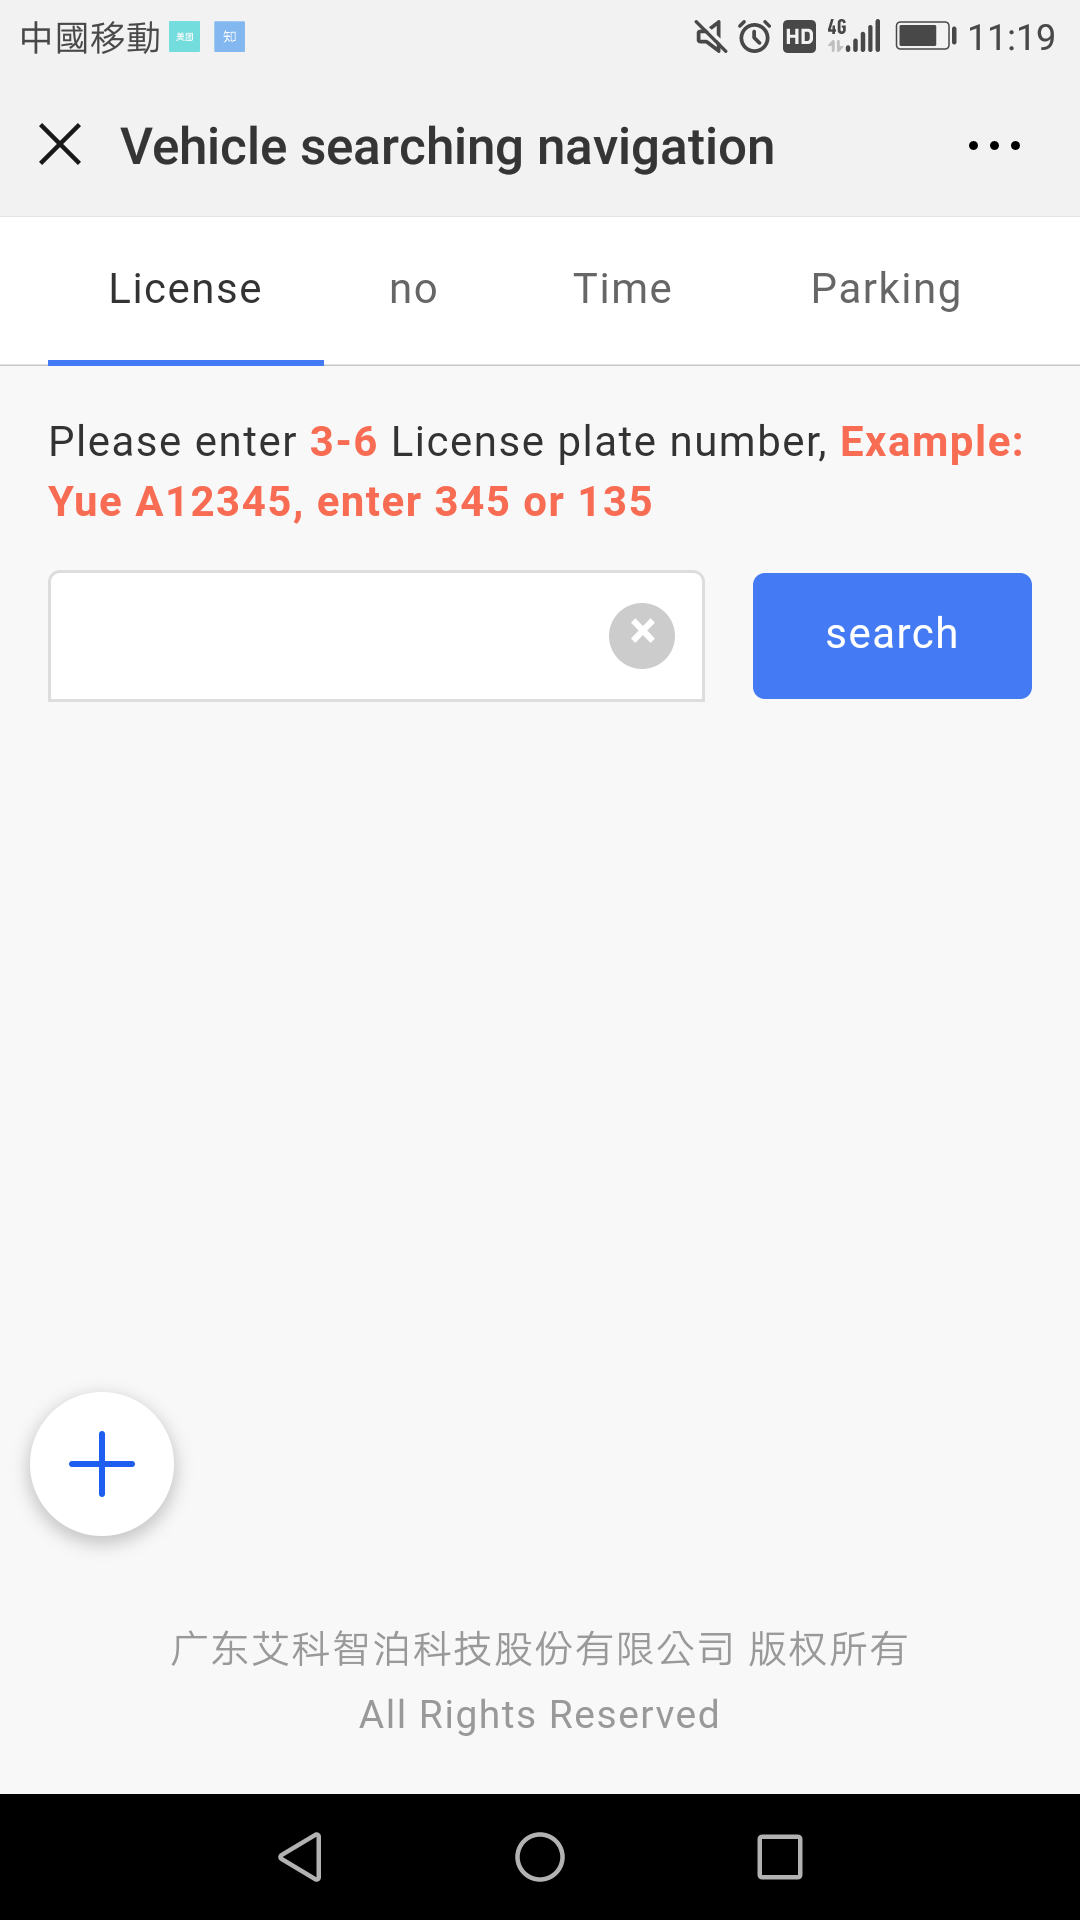 中國移動 美团 知 HD 4G 11:19
Vehicle searching navigation
License no Time Parking
Please enter 3-6 License plate number, Example:
Yue A12345, enter 345 or 135
search
广东艾科智泊科技股份有限公司 版权所有
All Rights Reserved